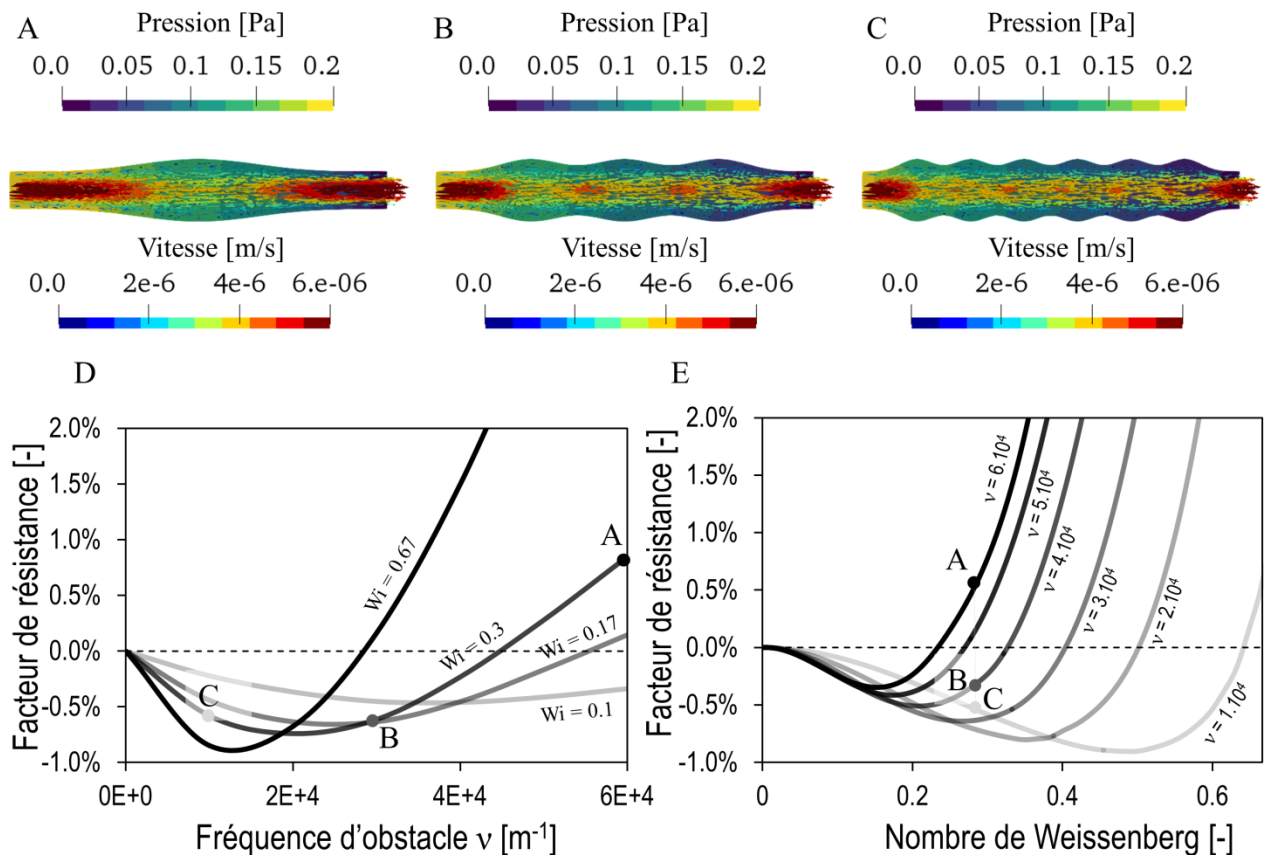 A
Pression [Pa]
0.0 0.05 0.1 0.15 0.2
B
Pression [Pa]
0.0 0.05 0.1 0.15 0.2
C
Pression [Pa]
0.0 0.05 0.1 0.15 0.2
Vitesse [m/s]
0.0 2e-6 4e-6 6.e-06
Vitesse [m/s]
0.0 2e-6 4e-6 6.e-06
Vitesse [m/s]
0.0 2e-6 4e-6 6.e-06
D
Facteur de résistance [-]
2.0%
1.5%
1.0%
0.5%
0.0%
-0.5%
-1.0%
Wi = 0.67
Wi = 0.3
Wi = 0.17
Wi = 0.1
A
B
C
0E+0 2E+4 4E+4 6E+4
Fréquence d'obstacle ν [m⁻¹]
E
Facteur de résistance [-]
2.0%
1.5%
1.0%
0.5%
0.0%
-0.5%
-1.0%
ν = 6.10⁴
ν = 5.10⁴
ν = 4.10⁴
ν = 3.10⁴
ν = 2.10⁴
ν = 1.10⁴
A
B
C
0 0.2 0.4 0.6
Nombre de Weissenberg [-]